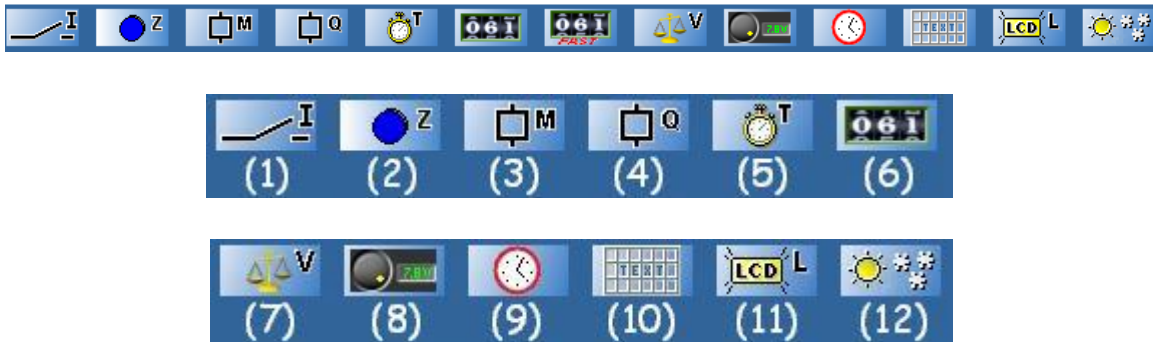 I Z M Q T 061 061 FAST V 7,8V TEXT LCD L
I Z M Q T 061
(1) (2) (3) (4) (5) (6)
V 7,8V TEXT LCD L
(7) (8) (9) (10) (11) (12)